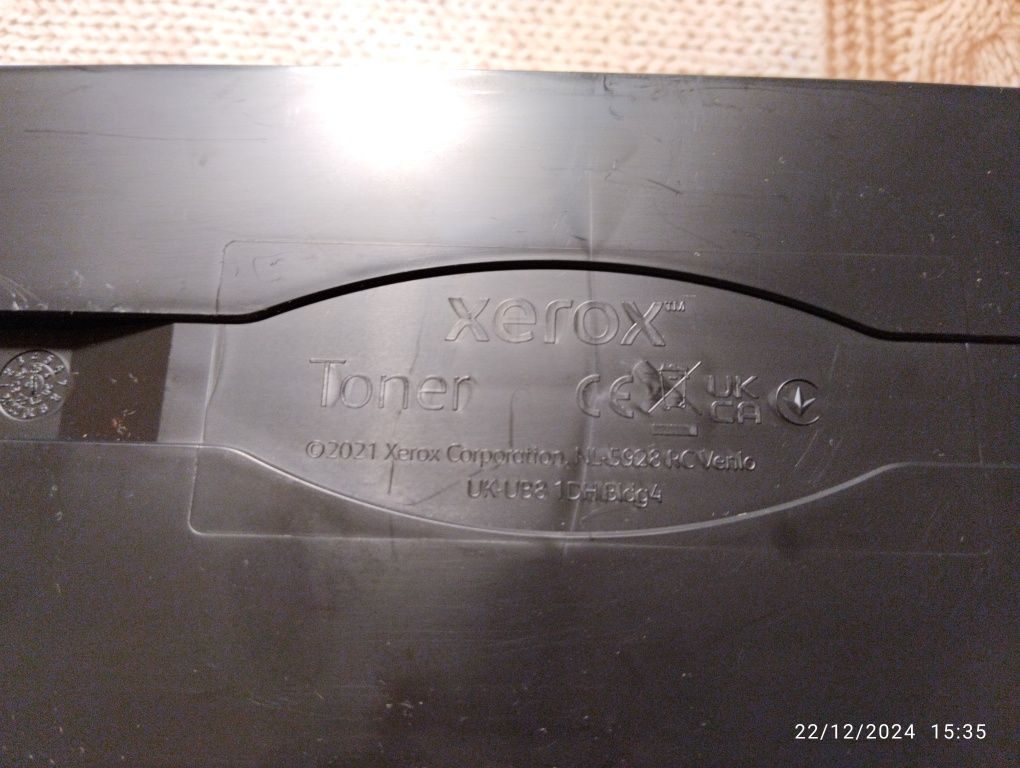 xerox™
Toner CE UK CA
©2021 Xerox Corporation, NL-5928 RC Venlo
UK-UB8 1DH Bldg4
22/12/2024 15:35